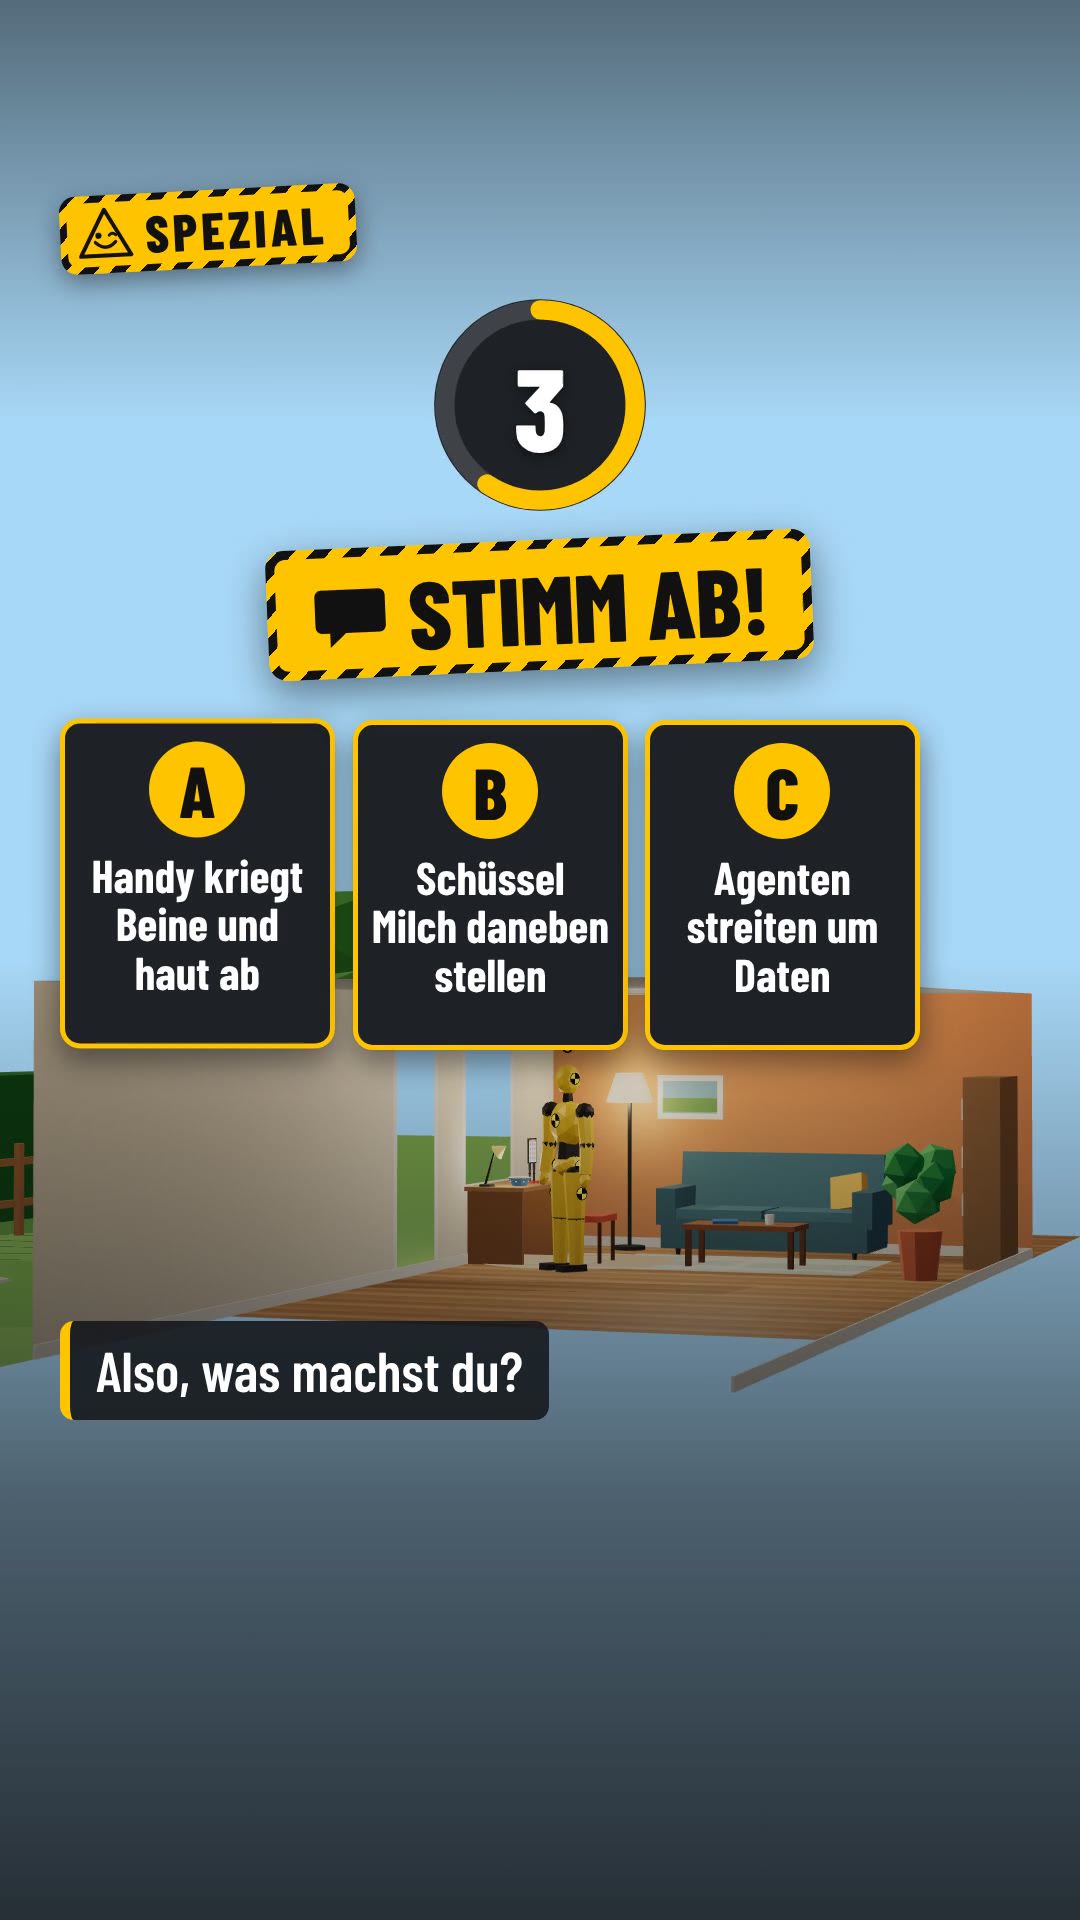 SPEZIAL
3
STIMM AB!
A
Handy kriegt
Beine und
haut ab
B
Schüssel
Milch daneben
stellen
C
Agenten
streiten um
Daten
Also, was machst du?